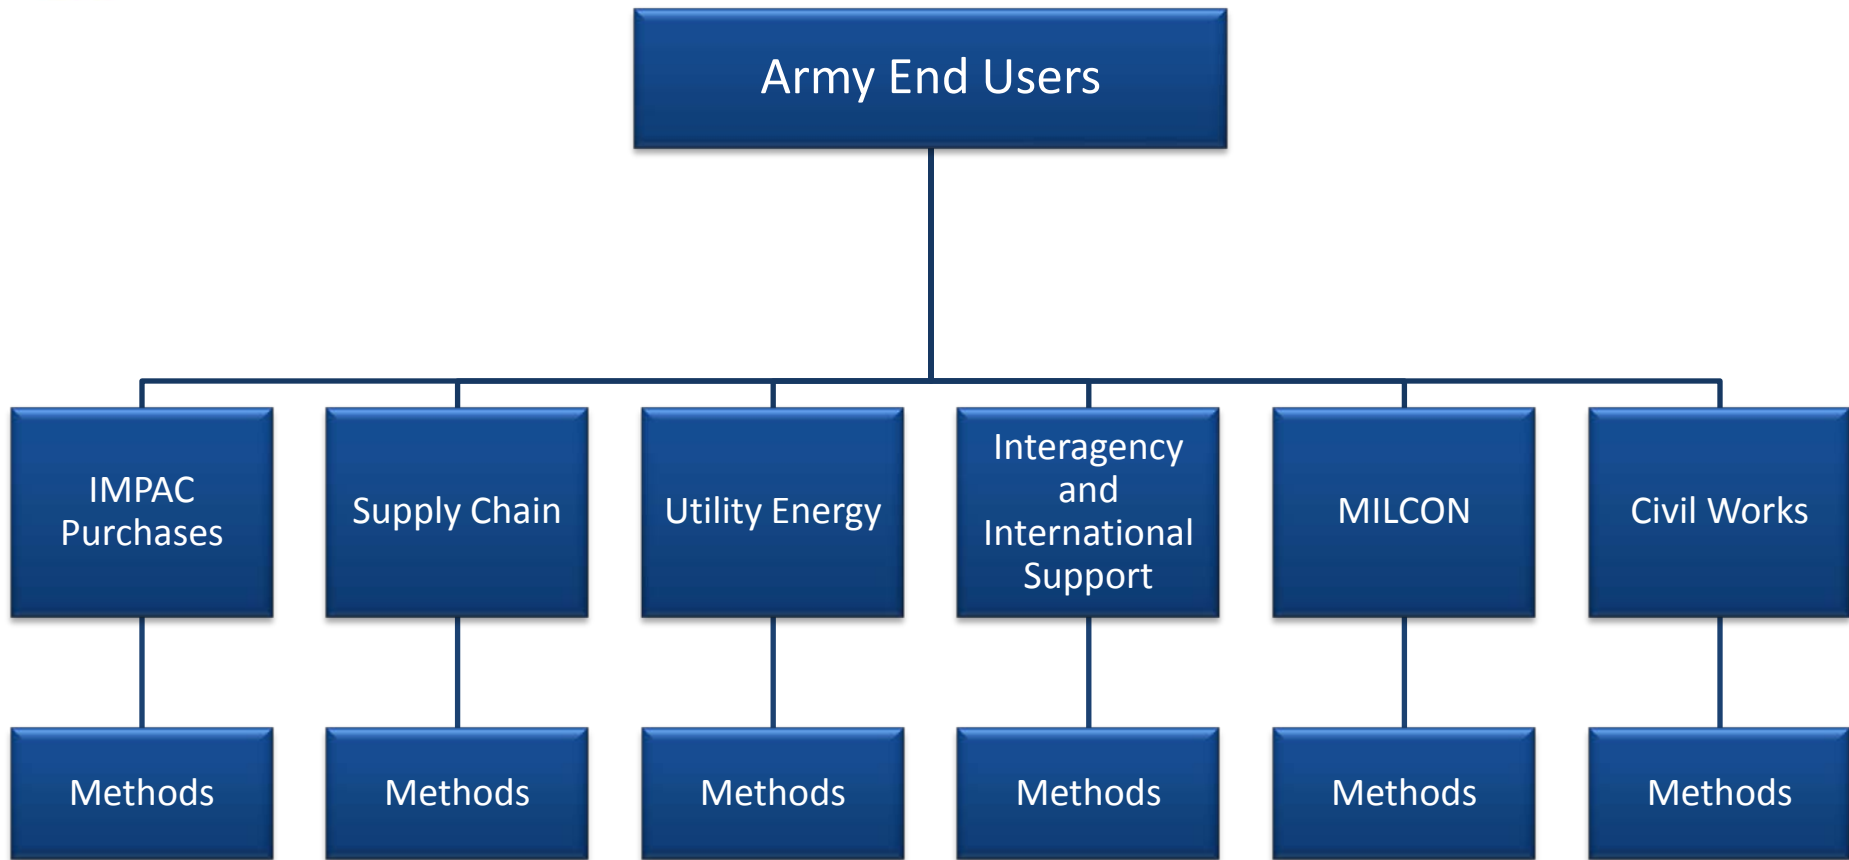 Army End Users
IMPAC
Purchases
Supply Chain
Utility Energy
Interagency
and
International
Support
MILCON
Civil Works
Methods
Methods
Methods
Methods
Methods
Methods